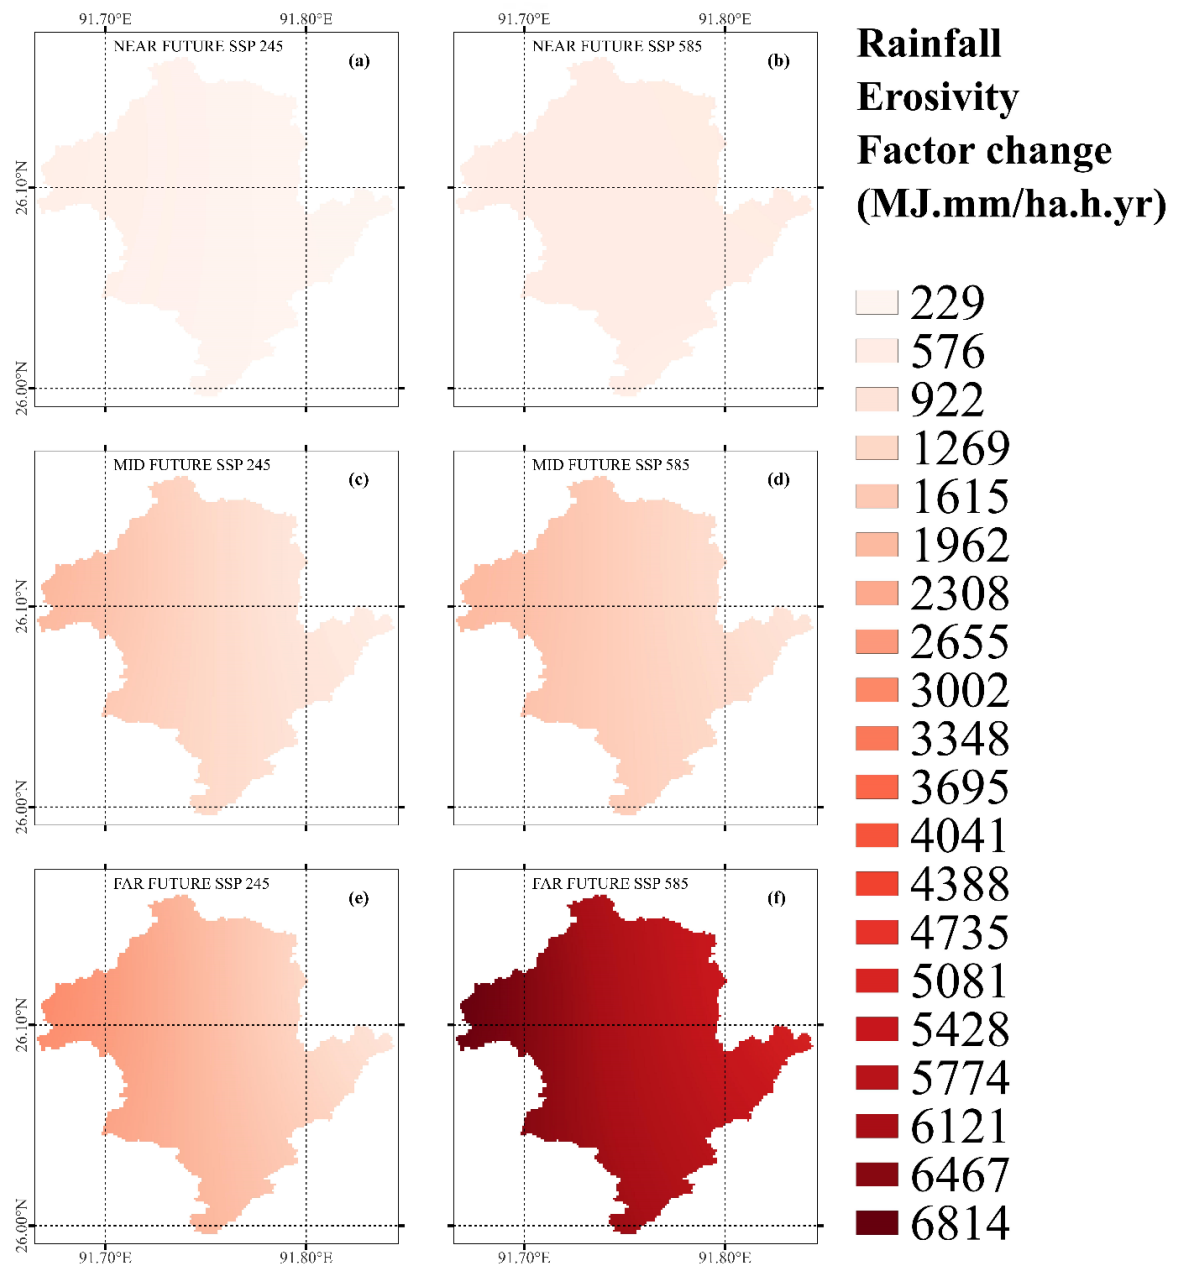 91.70°E 91.80°E 91.70°E 91.80°E
NEAR FUTURE SSP 245
(a)
26.10°N
26.00°N
NEAR FUTURE SSP 585
(b)
MID FUTURE SSP 245
(c)
26.10°N
26.00°N
MID FUTURE SSP 585
(d)
FAR FUTURE SSP 245
(e)
26.10°N
26.00°N
FAR FUTURE SSP 585
(f)
91.70°E 91.80°E 91.70°E 91.80°E
Rainfall
Erosivity
Factor change
(MJ.mm/ha.h.yr)
229
576
922
1269
1615
1962
2308
2655
3002
3348
3695
4041
4388
4735
5081
5428
5774
6121
6467
6814